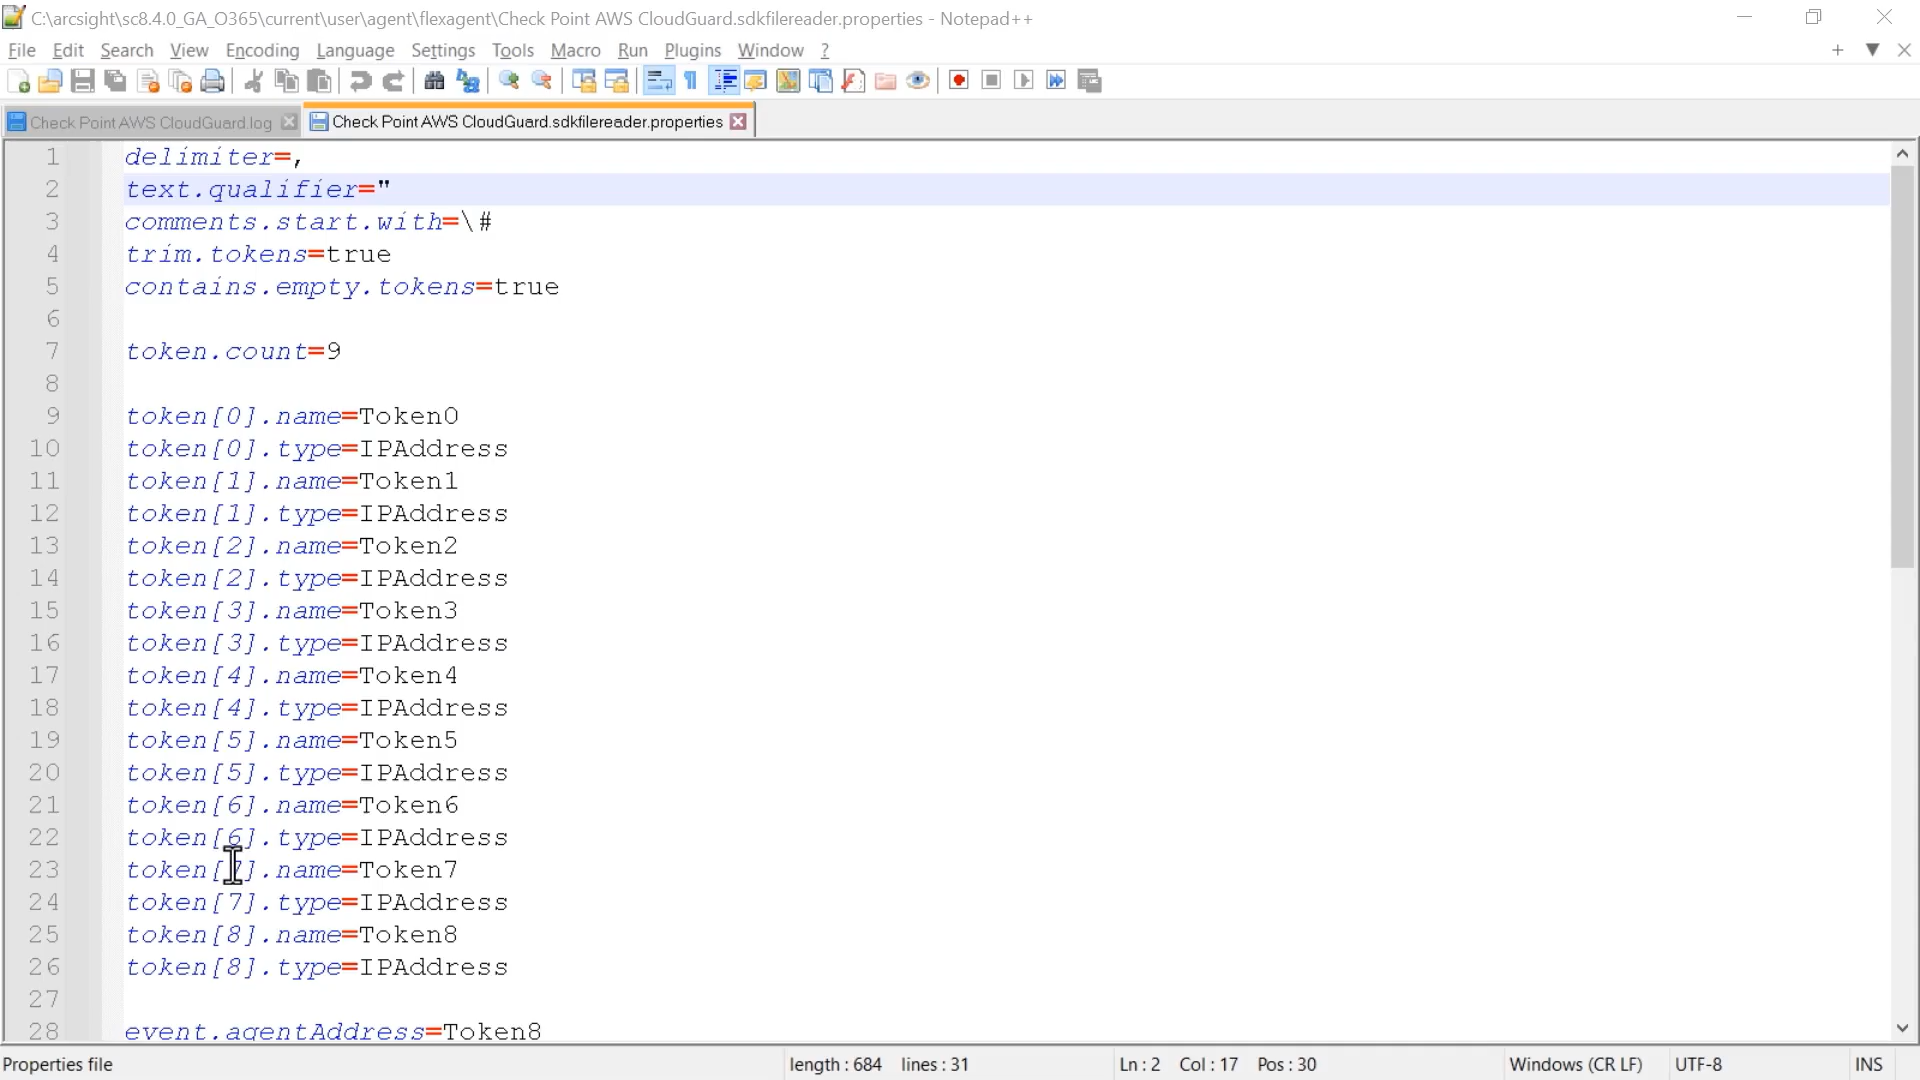 C:\arcsight\sc8.4.0_GA_O365\current\user\agent\flexagent\Check Point AWS CloudGuard.sdkfilereader.properties - Notepad++
File Edit Search View Encoding Language Settings Tools Macro Run Plugins Window ?
Check Point AWS CloudGuard.log Check Point AWS CloudGuard.sdkfilereader.properties
1 delimiter=,
2 text.qualifier="
3 comments.start.with=\#
4 trim.tokens=true
5 contains.empty.tokens=true
6
7 token.count=9
8
9 token[0].name=Token0
10 token[0].type=IPAddress
11 token[1].name=Token1
12 token[1].type=IPAddress
13 token[2].name=Token2
14 token[2].type=IPAddress
15 token[3].name=Token3
16 token[3].type=IPAddress
17 token[4].name=Token4
18 token[4].type=IPAddress
19 token[5].name=Token5
20 token[5].type=IPAddress
21 token[6].name=Token6
22 token[6].type=IPAddress
23 token[7].name=Token7
24 token[7].type=IPAddress
25 token[8].name=Token8
26 token[8].type=IPAddress
27
28 event.agentAddress=Token8
Properties file length : 684 lines : 31 Ln : 2 Col : 17 Pos : 30 Windows (CR LF) UTF-8 INS